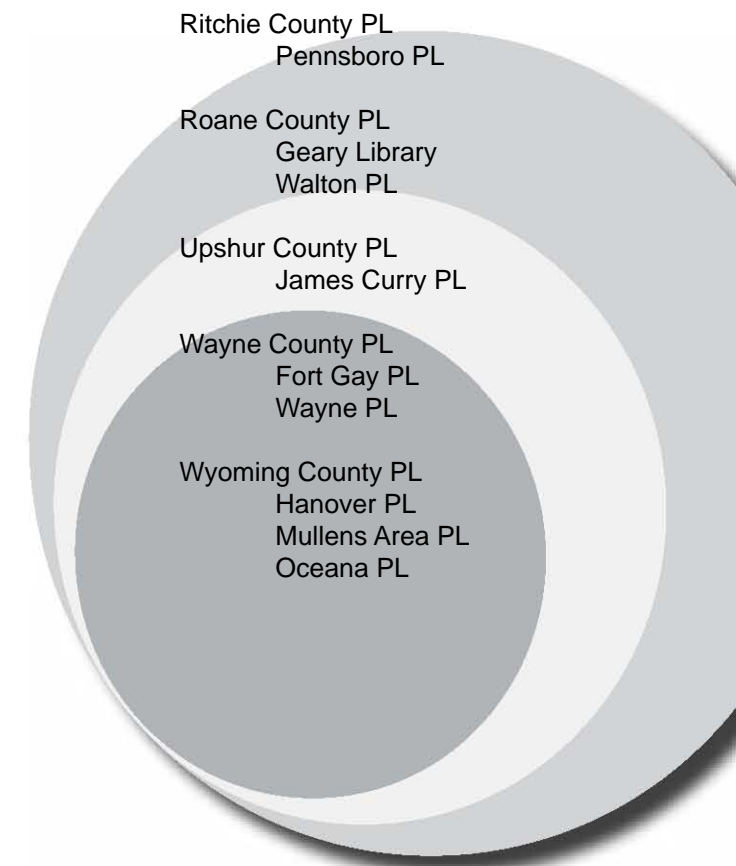 Ritchie County PL
Pennsboro PL
Roane County PL
Geary Library
Walton PL
Upshur County PL
James Curry PL
Wayne County PL
Fort Gay PL
Wayne PL
Wyoming County PL
Hanover PL
Mullens Area PL
Oceana PL